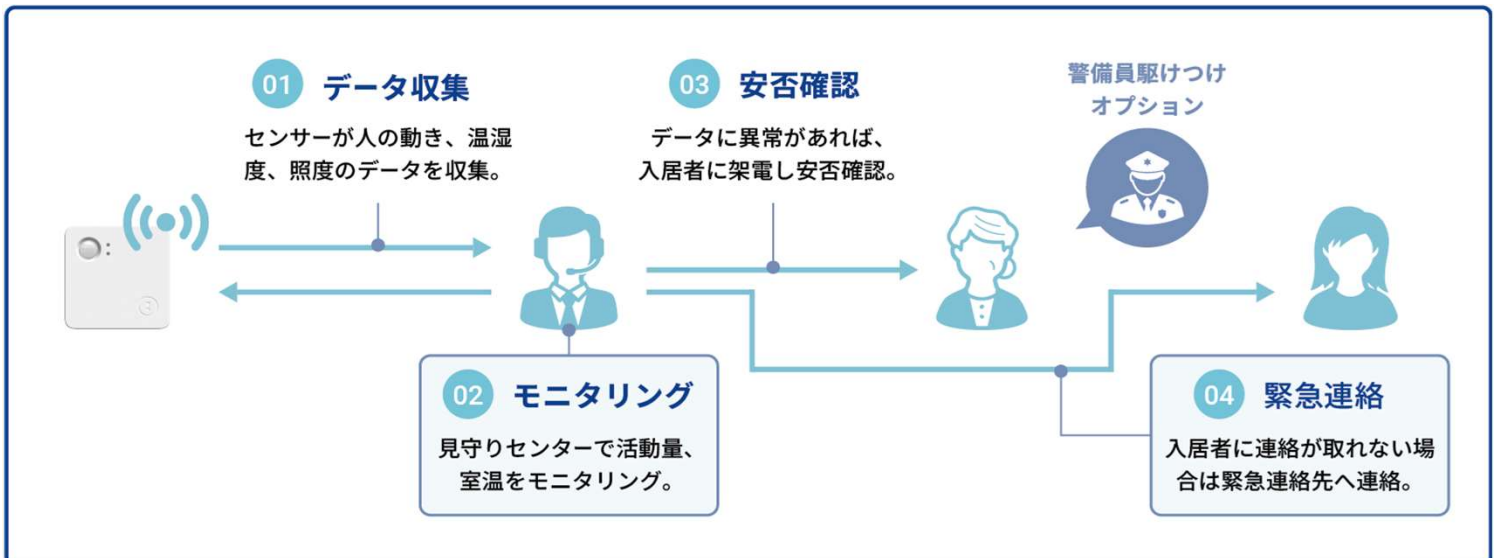 01 データ収集
センサーが人の動き、温湿
度、照度のデータを収集。
03 安否確認
データに異常があれば、
入居者に架電し安否確認。
警備員駆けつけ
オプション
02 モニタリング
見守りセンターで活動量、
室温をモニタリング。
04 緊急連絡
入居者に連絡が取れない場
合は緊急連絡先へ連絡。